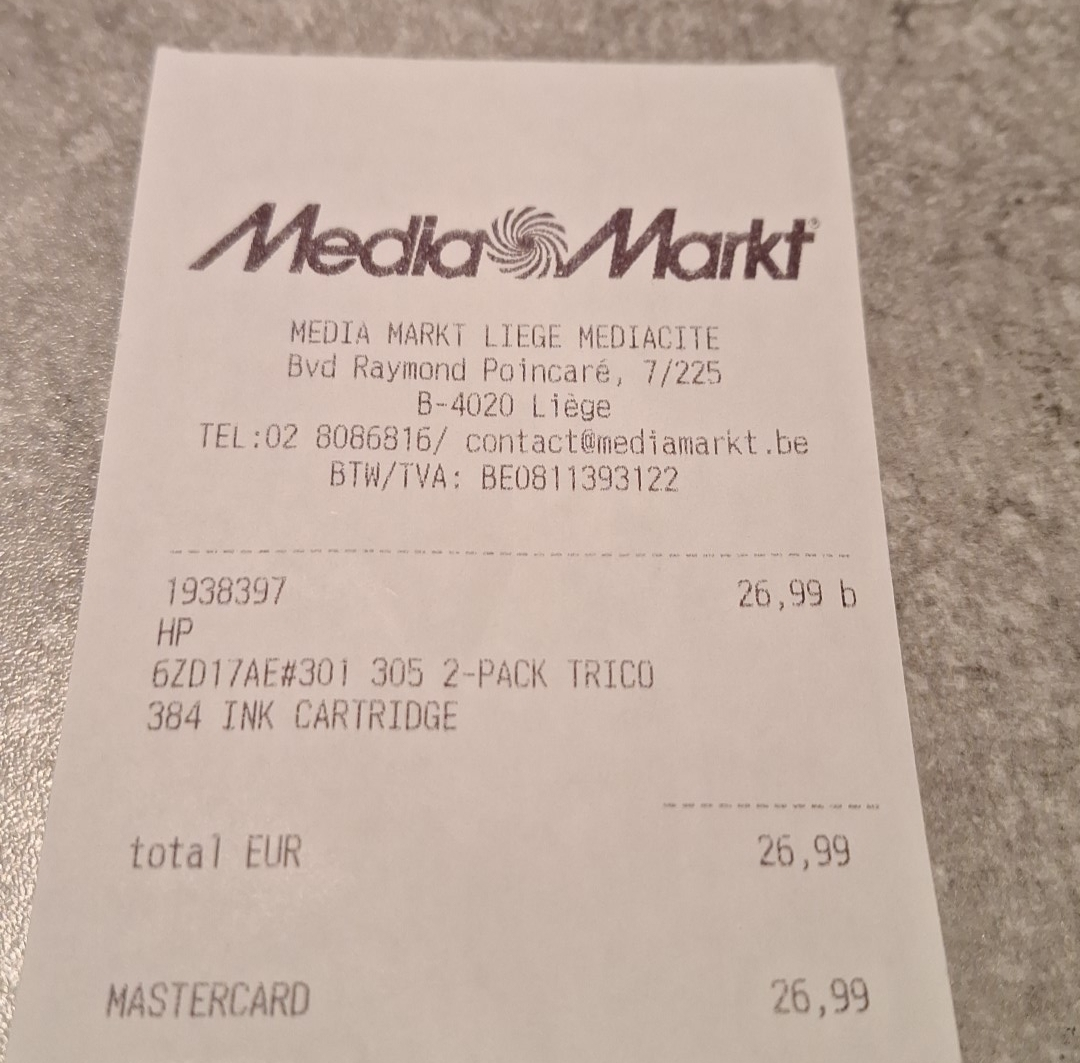 MediaMarkt®
MEDIA MARKT LIEGE MEDIACITE
Bvd Raymond Poincaré, 7/225
B-4020 Liège
TEL:02 8086816/ contact@mediamarkt.be
BTW/TVA: BE0811393122
1938397 26,99 b
HP
6ZD17AE#301 305 2-PACK TRICO
384 INK CARTRIDGE
total EUR 26,99
MASTERCARD 26,99